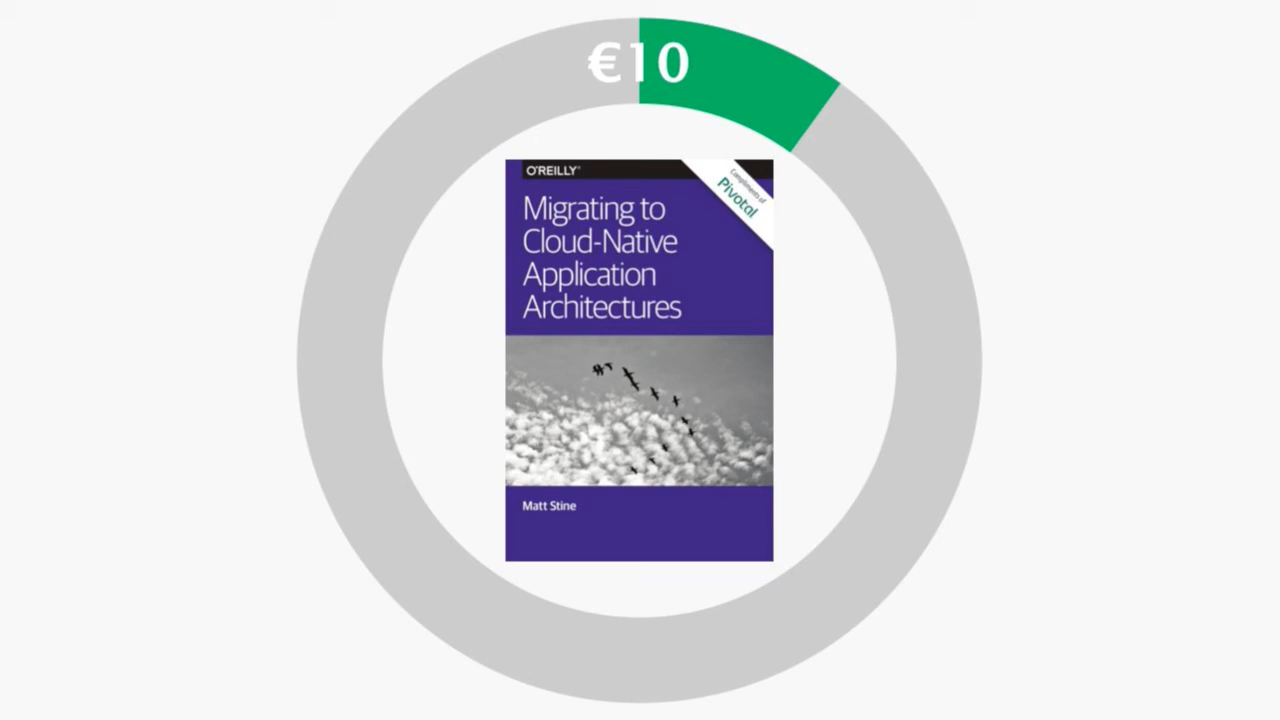 €10
O'REILLY®
Compliments of
Pivotal
Migrating to
Cloud-Native
Application
Architectures
Matt Stine